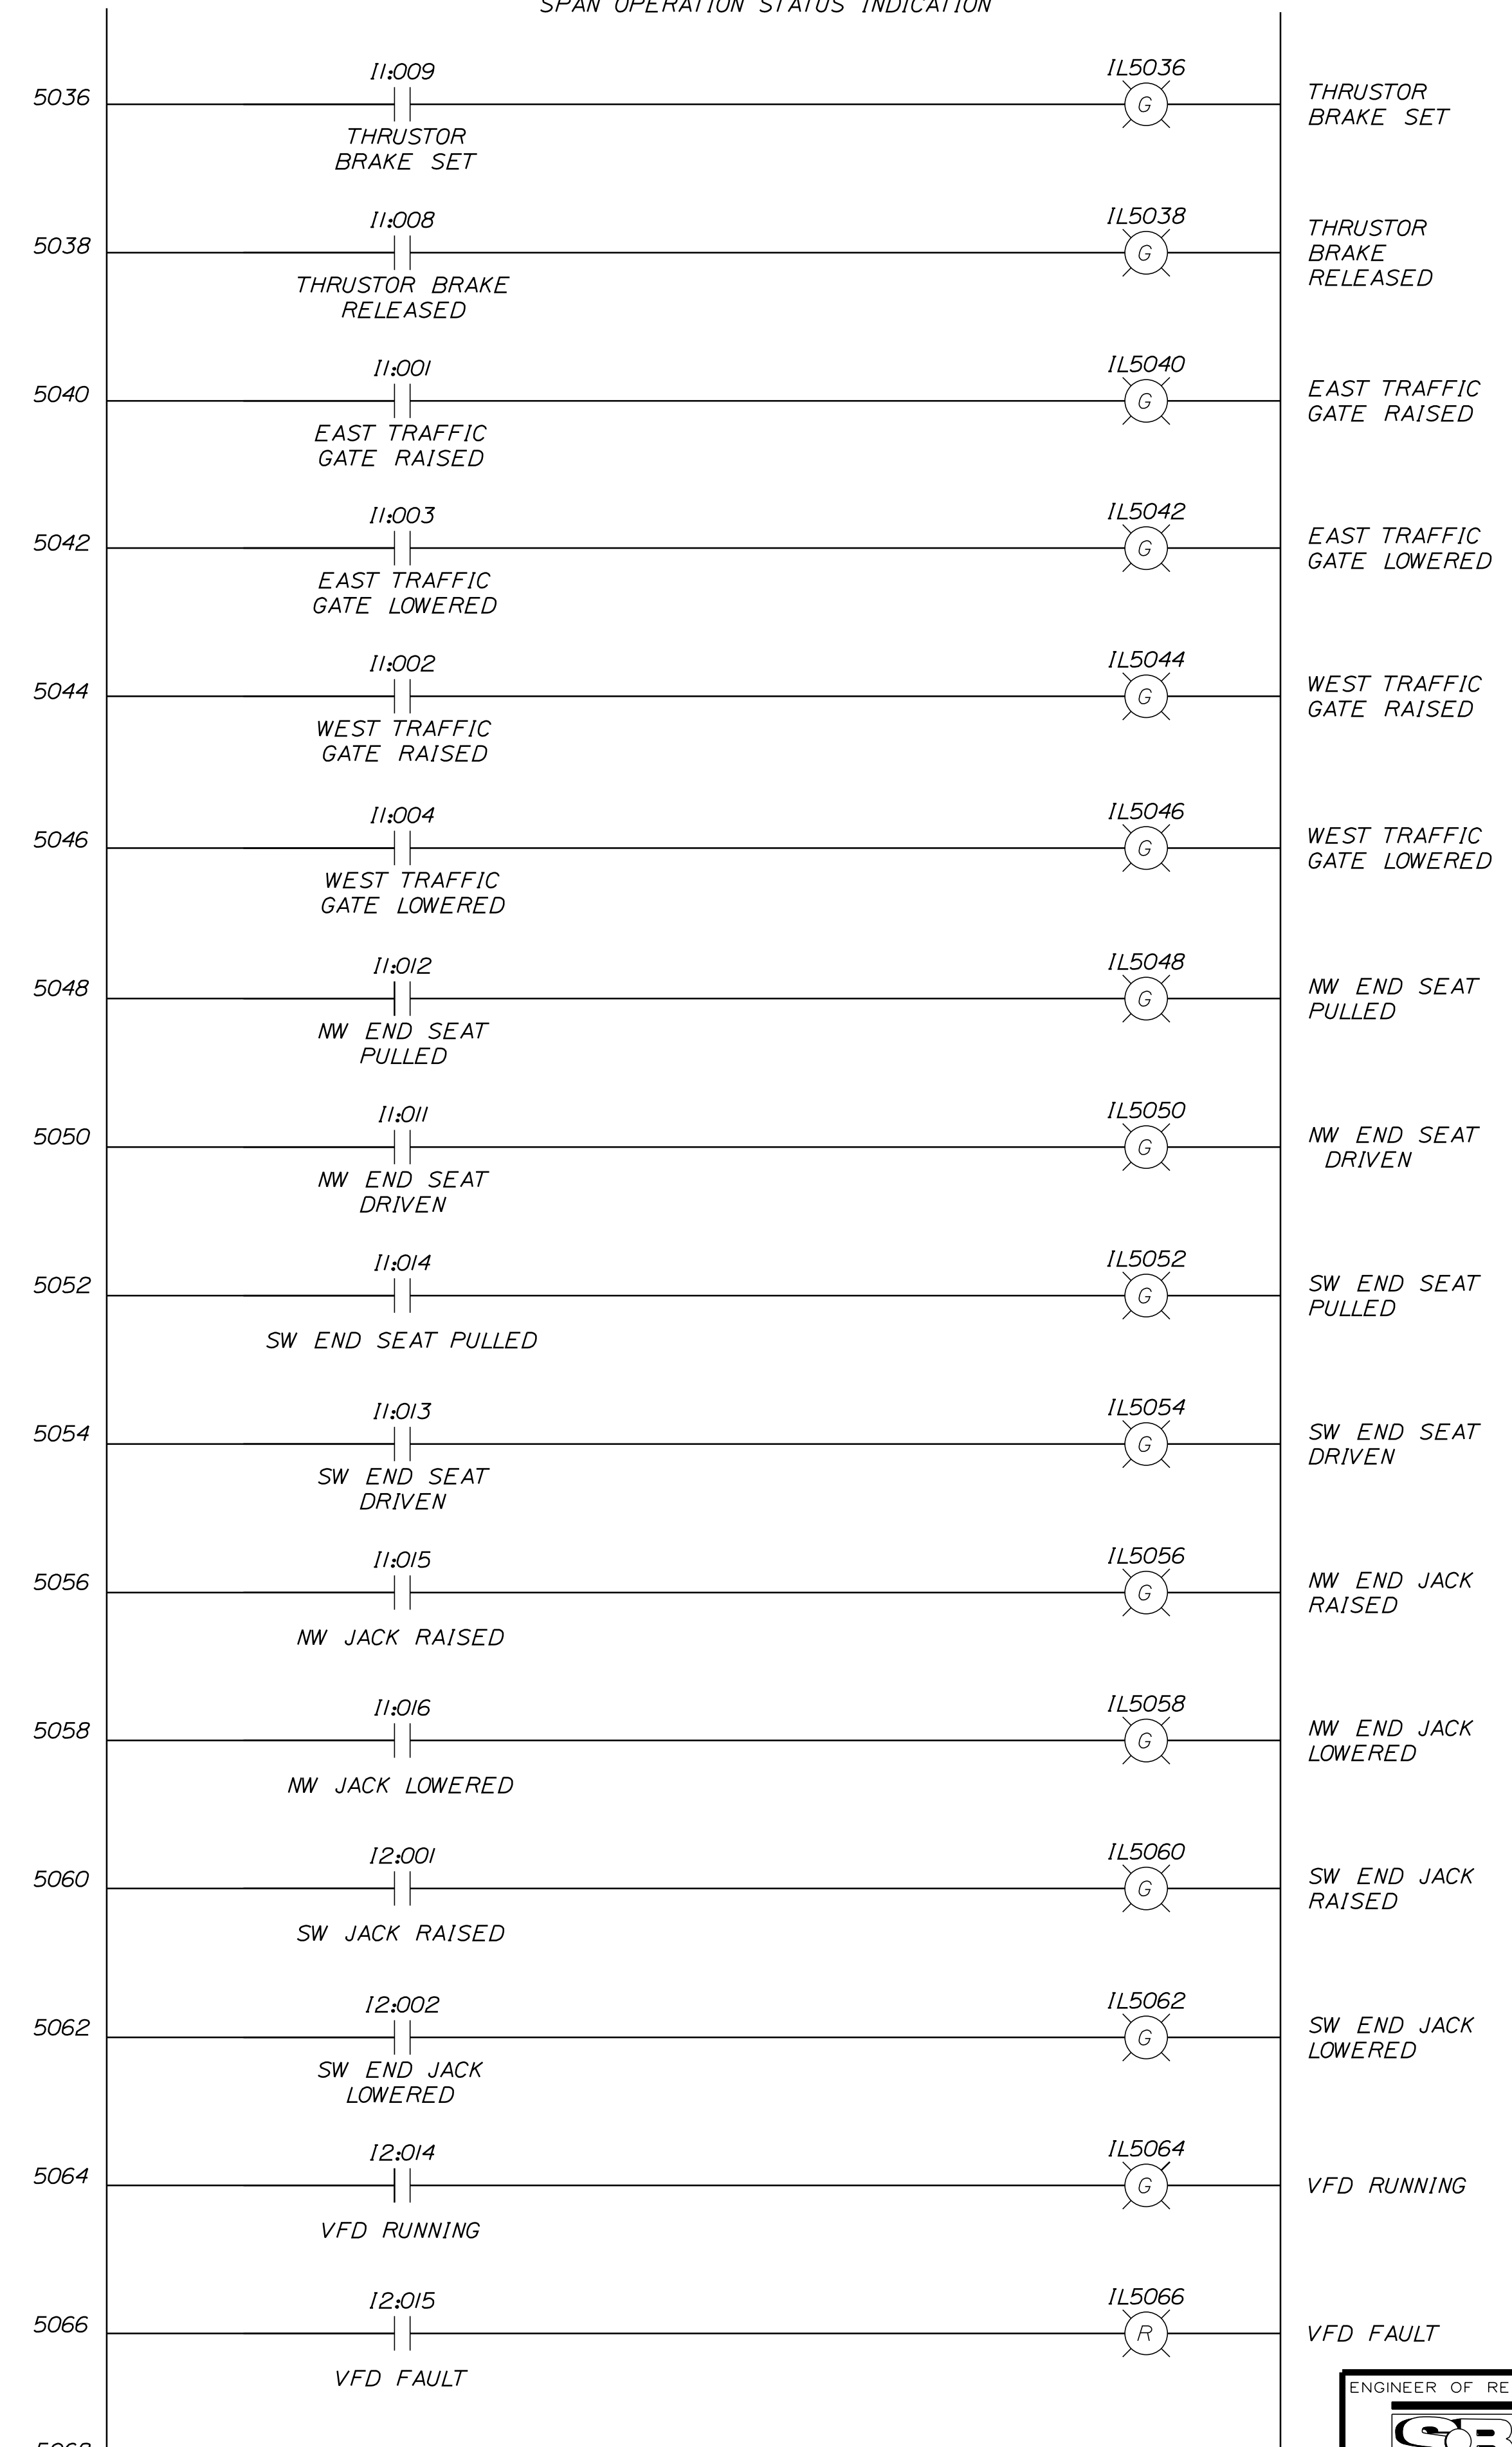 SPAN OPERATION STATUS INDICATION
I1:009
IL5036
5036
G
THRUSTOR
BRAKE SET
THRUSTOR
BRAKE SET
I1:008
IL5038
5038
G
THRUSTOR
BRAKE
RELEASED
THRUSTOR BRAKE
RELEASED
I1:001
IL5040
5040
G
EAST TRAFFIC
GATE RAISED
EAST TRAFFIC
GATE RAISED
I1:003
IL5042
5042
G
EAST TRAFFIC
GATE LOWERED
EAST TRAFFIC
GATE LOWERED
I1:002
IL5044
5044
G
WEST TRAFFIC
GATE RAISED
WEST TRAFFIC
GATE RAISED
I1:004
IL5046
5046
G
WEST TRAFFIC
GATE LOWERED
WEST TRAFFIC
GATE LOWERED
I1:012
IL5048
5048
G
NW END SEAT
PULLED
NW END SEAT
PULLED
I1:011
IL5050
5050
G
NW END SEAT
DRIVEN
NW END SEAT
DRIVEN
I1:014
IL5052
5052
G
SW END SEAT
PULLED
SW END SEAT PULLED
I1:013
IL5054
5054
G
SW END SEAT
DRIVEN
SW END SEAT
DRIVEN
I1:015
IL5056
5056
G
NW END JACK
RAISED
NW JACK RAISED
I1:016
IL5058
5058
G
NW END JACK
LOWERED
NW JACK LOWERED
I2:001
IL5060
5060
G
SW END JACK
RAISED
SW JACK RAISED
I2:002
IL5062
5062
G
SW END JACK
LOWERED
SW END JACK
LOWERED
I2:014
IL5064
5064
G
VFD RUNNING
VFD RUNNING
I2:015
IL5066
5066
R
VFD FAULT
VFD FAULT
ENGINEER OF RE